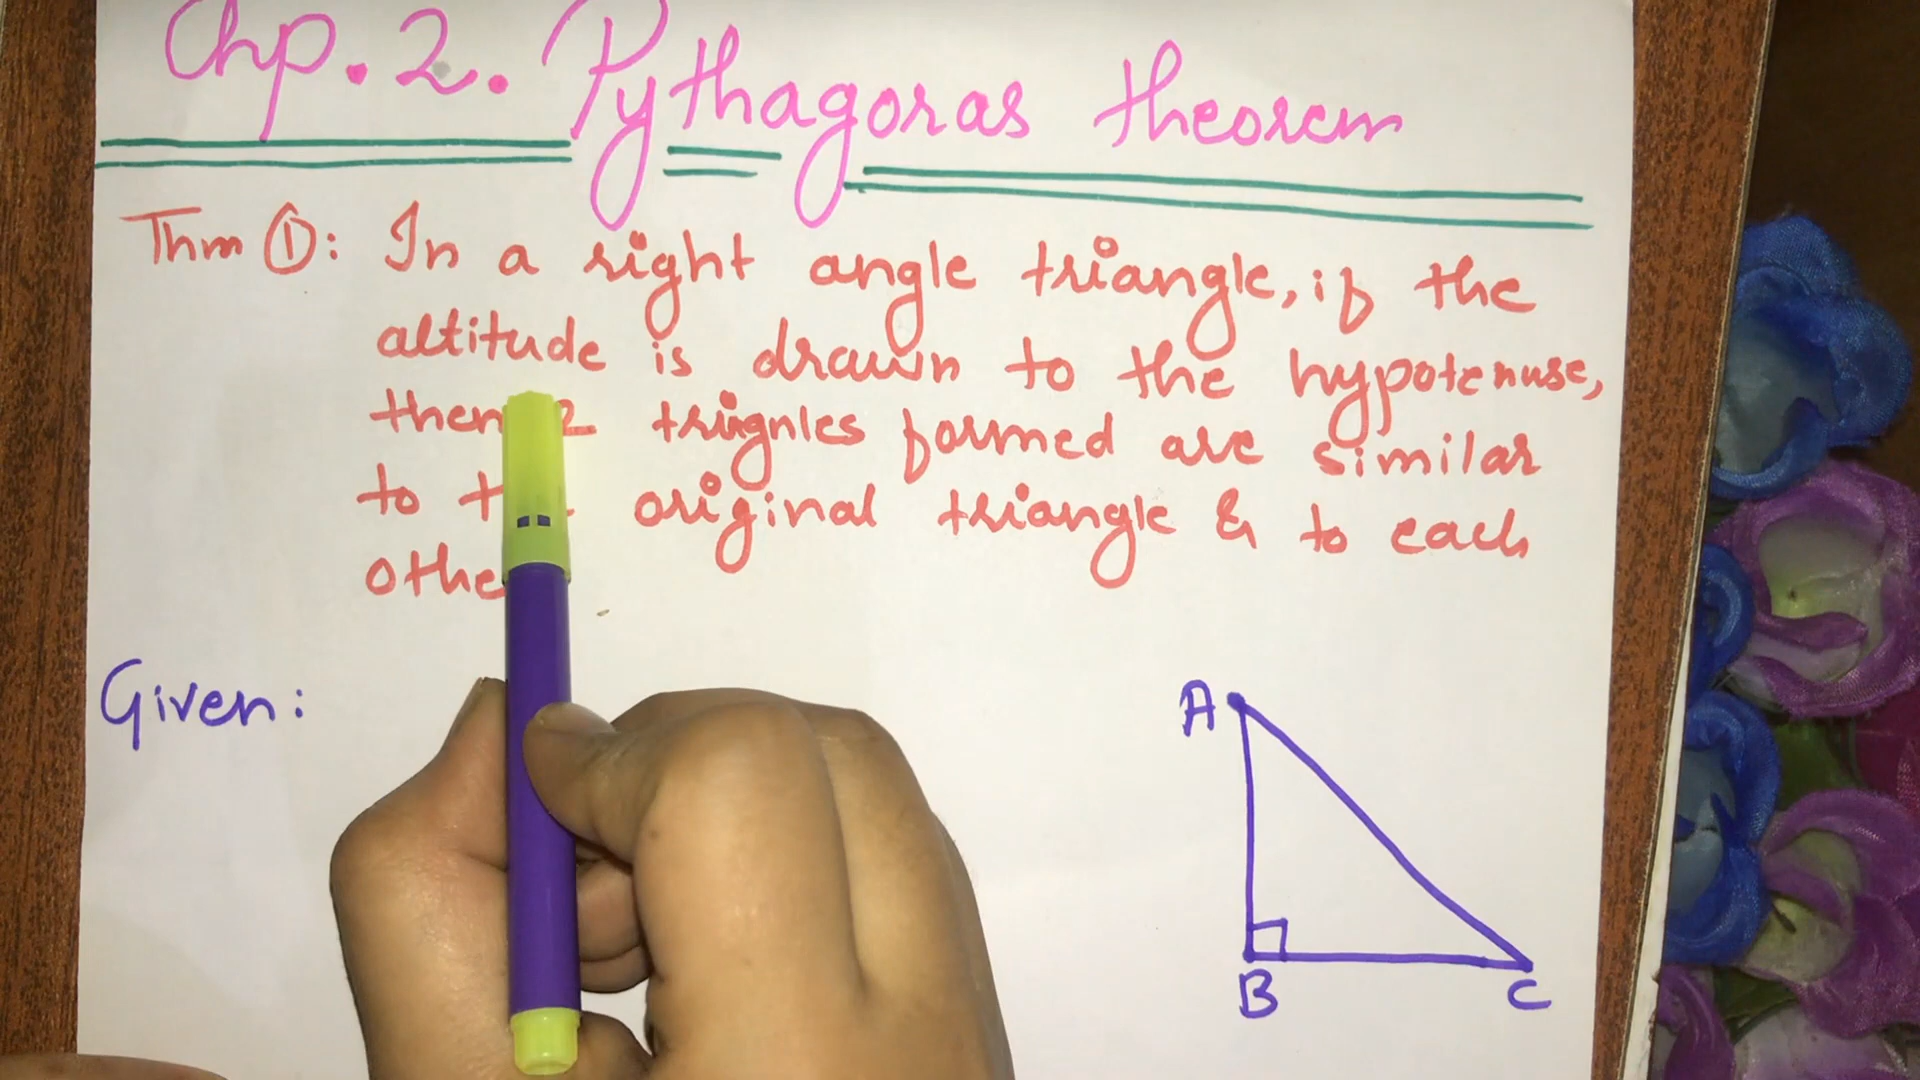 Chp. 2. Pythagoras theorem
Thm ①: In a right angle triangle, if the
altitude is drawn to the hypotenuse,
then 2 triagnles formed are similar
to original triangle & to each
Given:
A
B
C